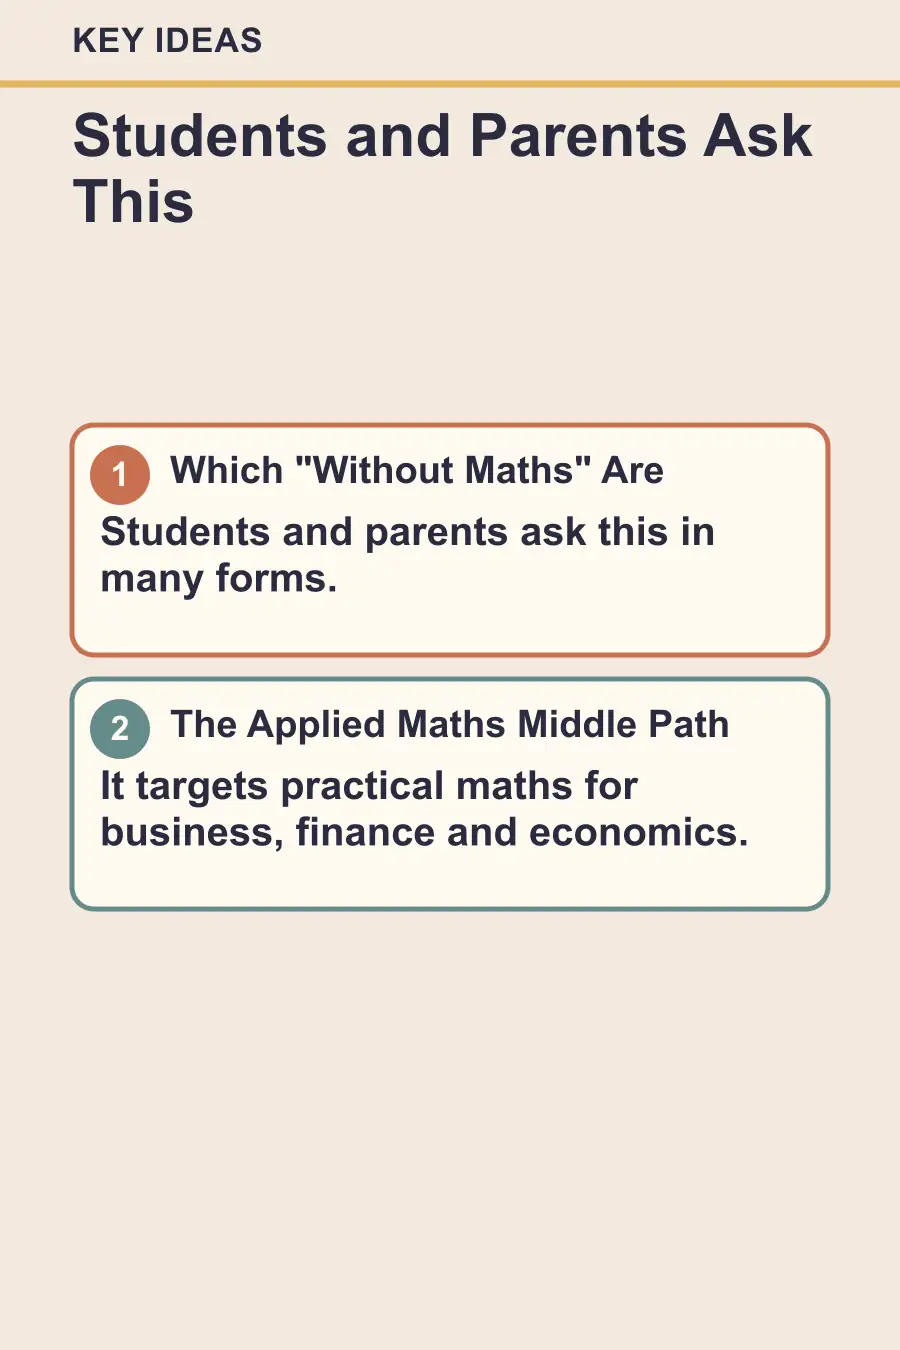 KEY IDEAS
Students and Parents Ask
This
1 Which "Without Maths" Are
Students and parents ask this in
many forms.
2 The Applied Maths Middle Path
It targets practical maths for
business, finance and economics.